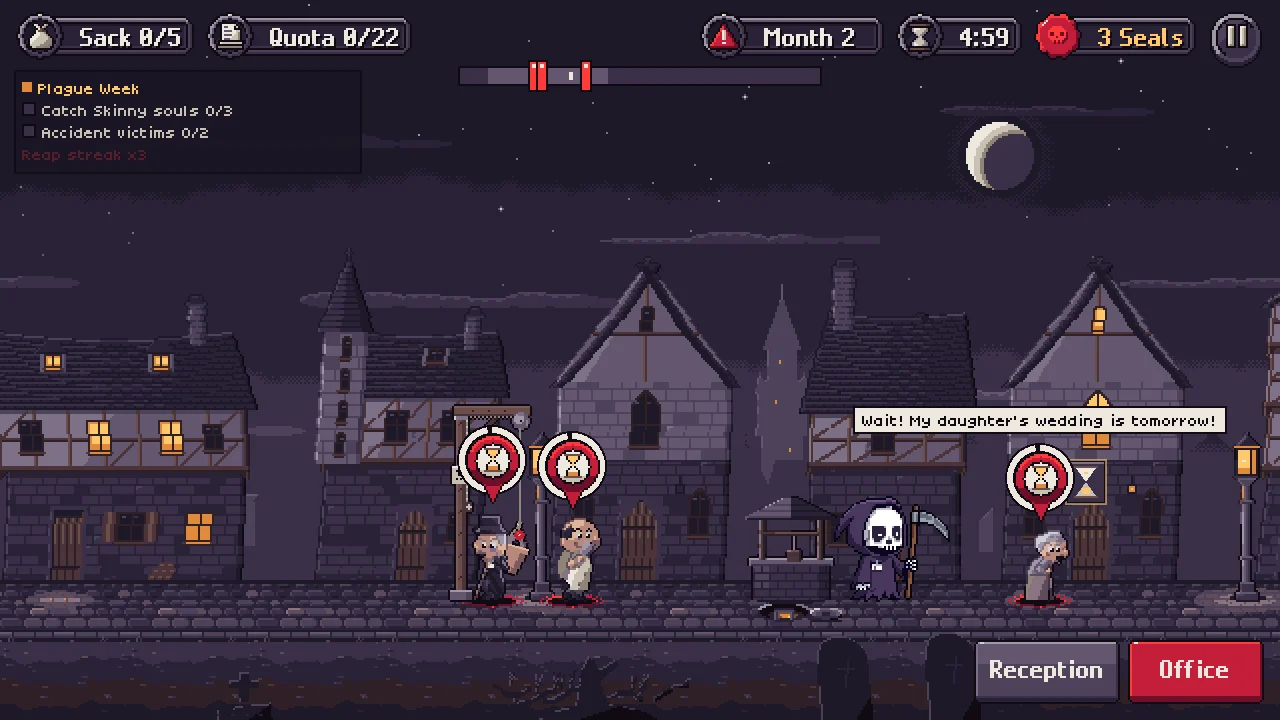 Sack 0/5
Quota 0/22
Month 2
4:59
3 Seals
Plague Week
Catch Skinny souls 0/3
Accident victims 0/2
Reap streak x3
Wait! My daughter's wedding is tomorrow!
Reception
Office